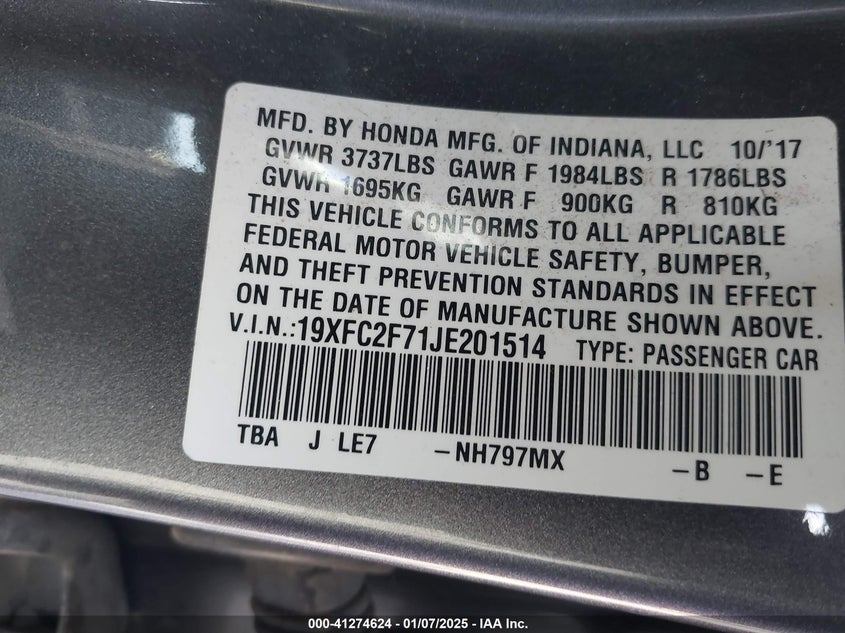 MFD. BY HONDA MFG. OF INDIANA, LLC 10/'17
GVWR 3737LBS GAWR F 1984LBS R 1786LBS
GVWR 1695KG GAWR F 900KG R 810KG
THIS VEHICLE CONFORMS TO ALL APPLICABLE
FEDERAL MOTOR VEHICLE SAFETY, BUMPER,
AND THEFT PREVENTION STANDARDS IN EFFECT
ON THE DATE OF MANUFACTURE SHOWN ABOVE.
V.I.N.:19XFC2F71JE201514 TYPE: PASSENGER CAR
TBA J LE7 -NH797MX -B -E
000-41274624 - 01/07/2025 - IAA Inc.